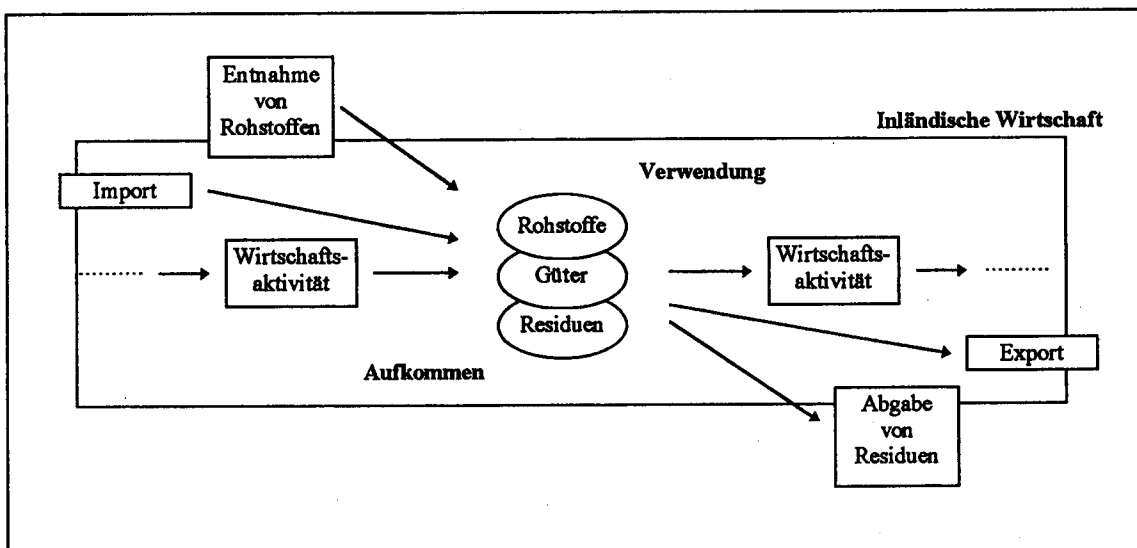 Entnahme
von
Rohstoffen
Inländische Wirtschaft
Import
Verwendung
Rohstoffe
Wirtschafts-
aktivität
Güter
Wirtschafts-
aktivität
Residuen
Export
Aufkommen
Abgabe
von
Residuen